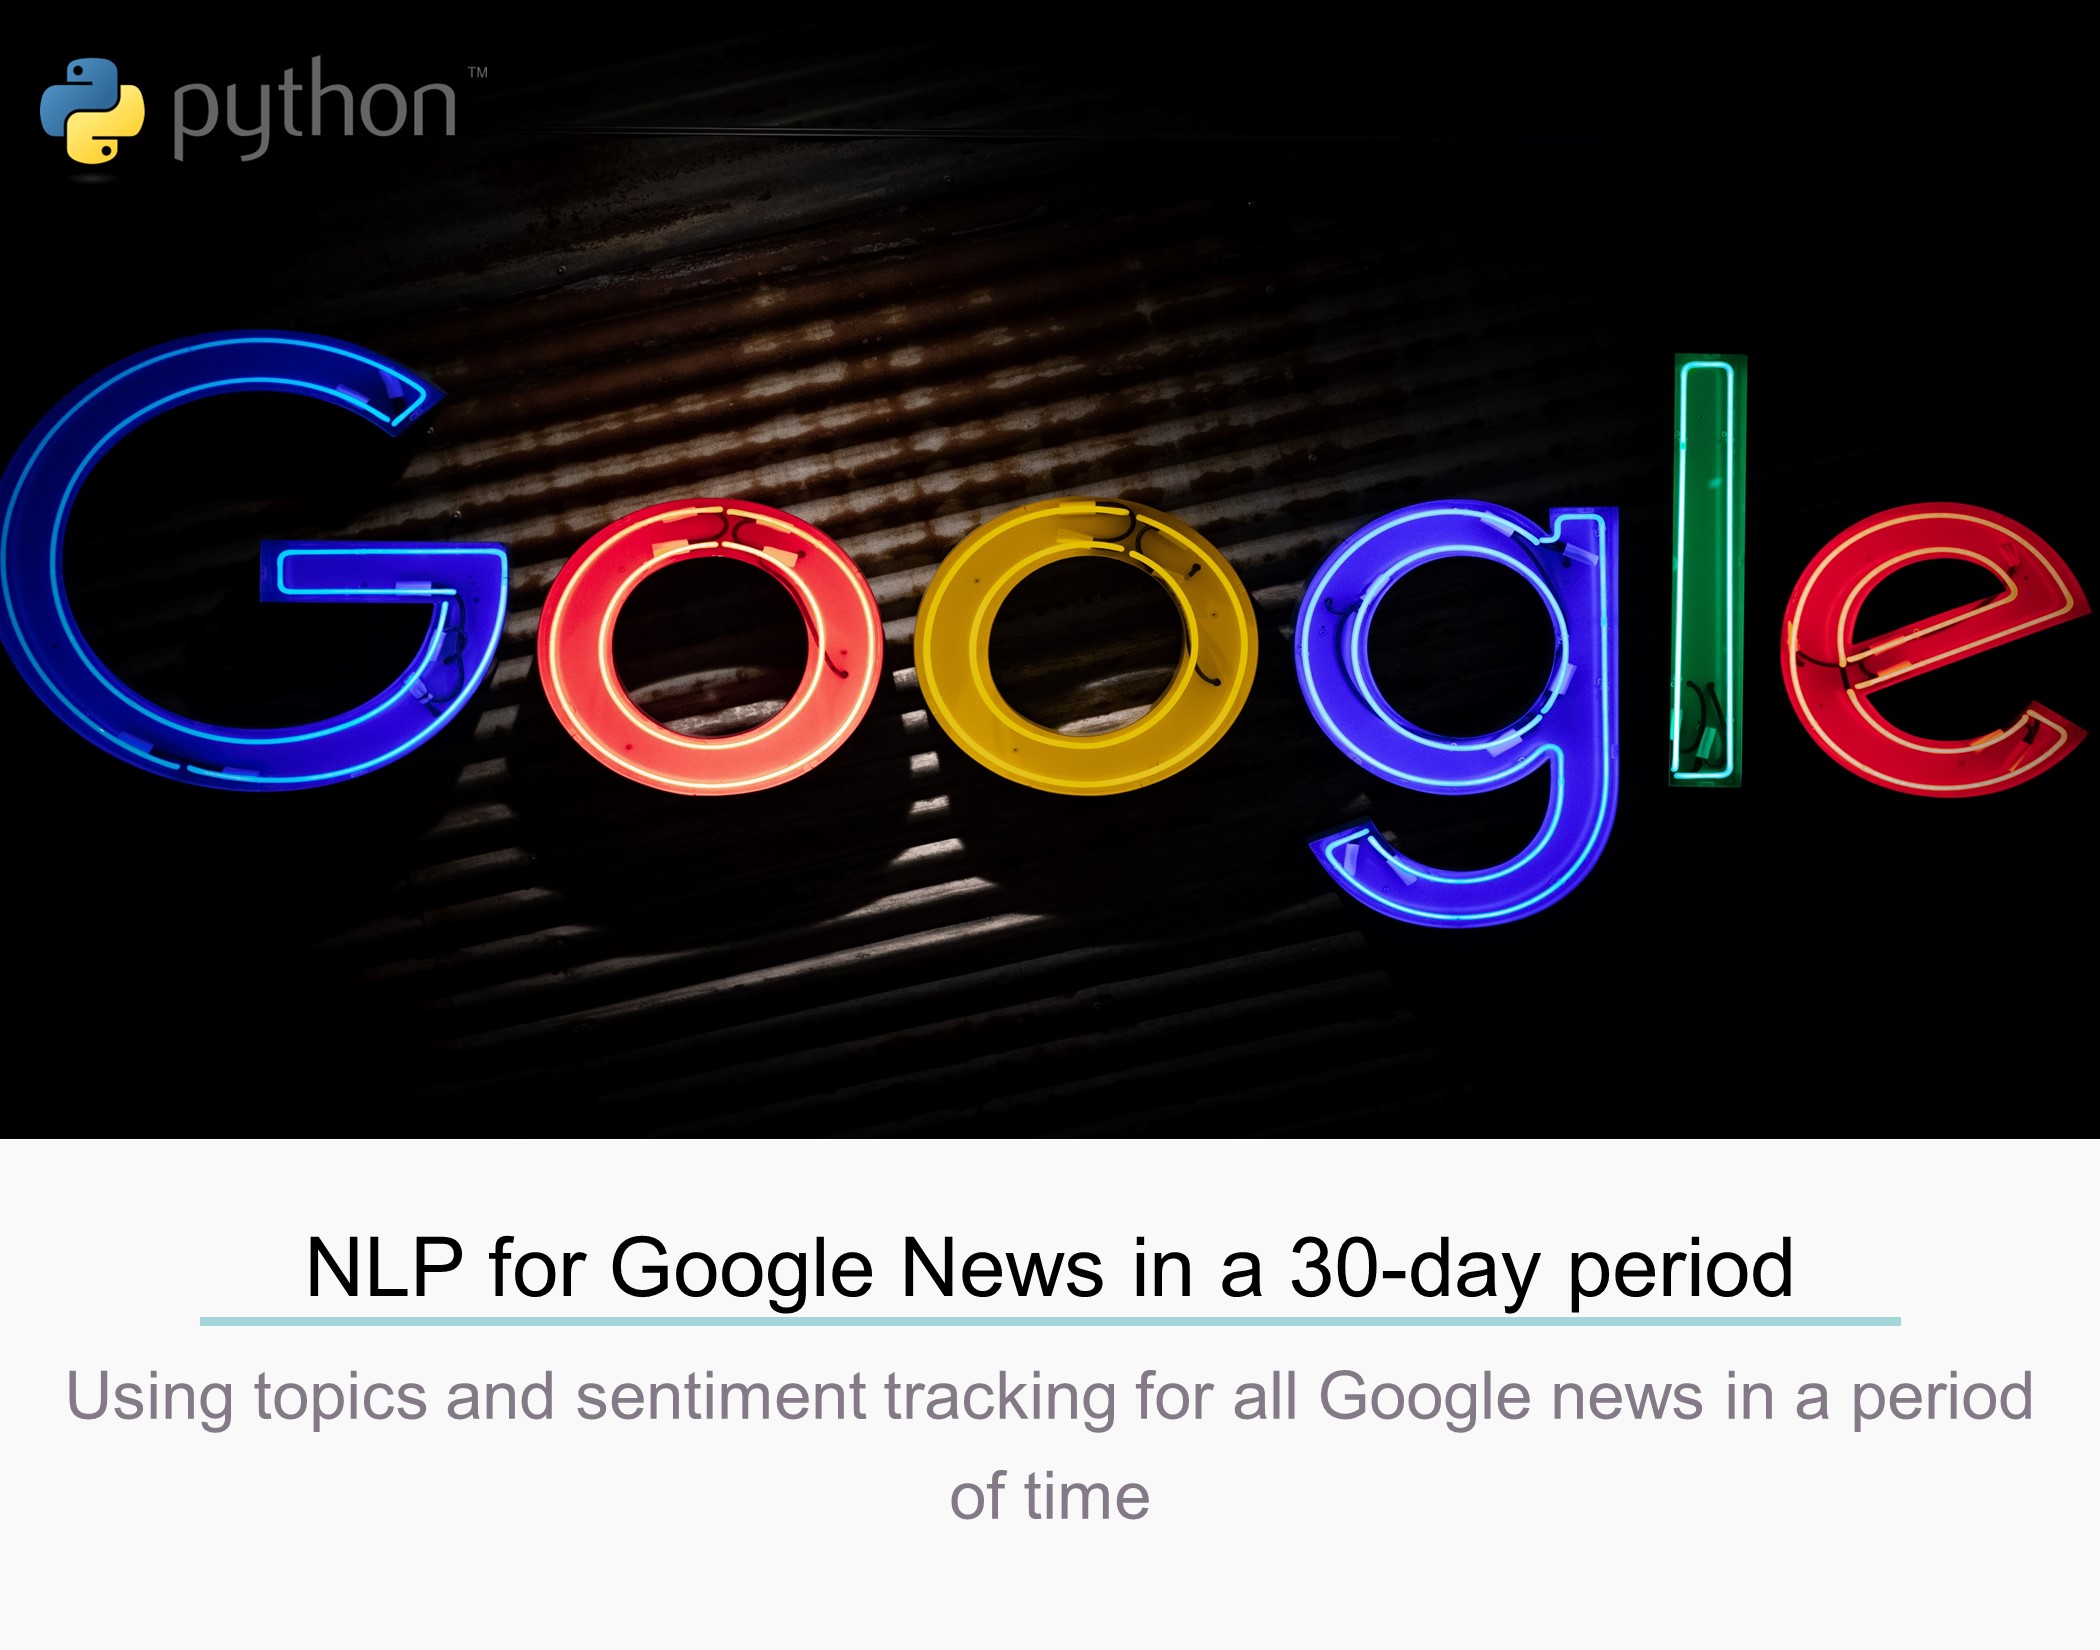 python™
Google
NLP for Google News in a 30-day period
Using topics and sentiment tracking for all Google news in a period
of time